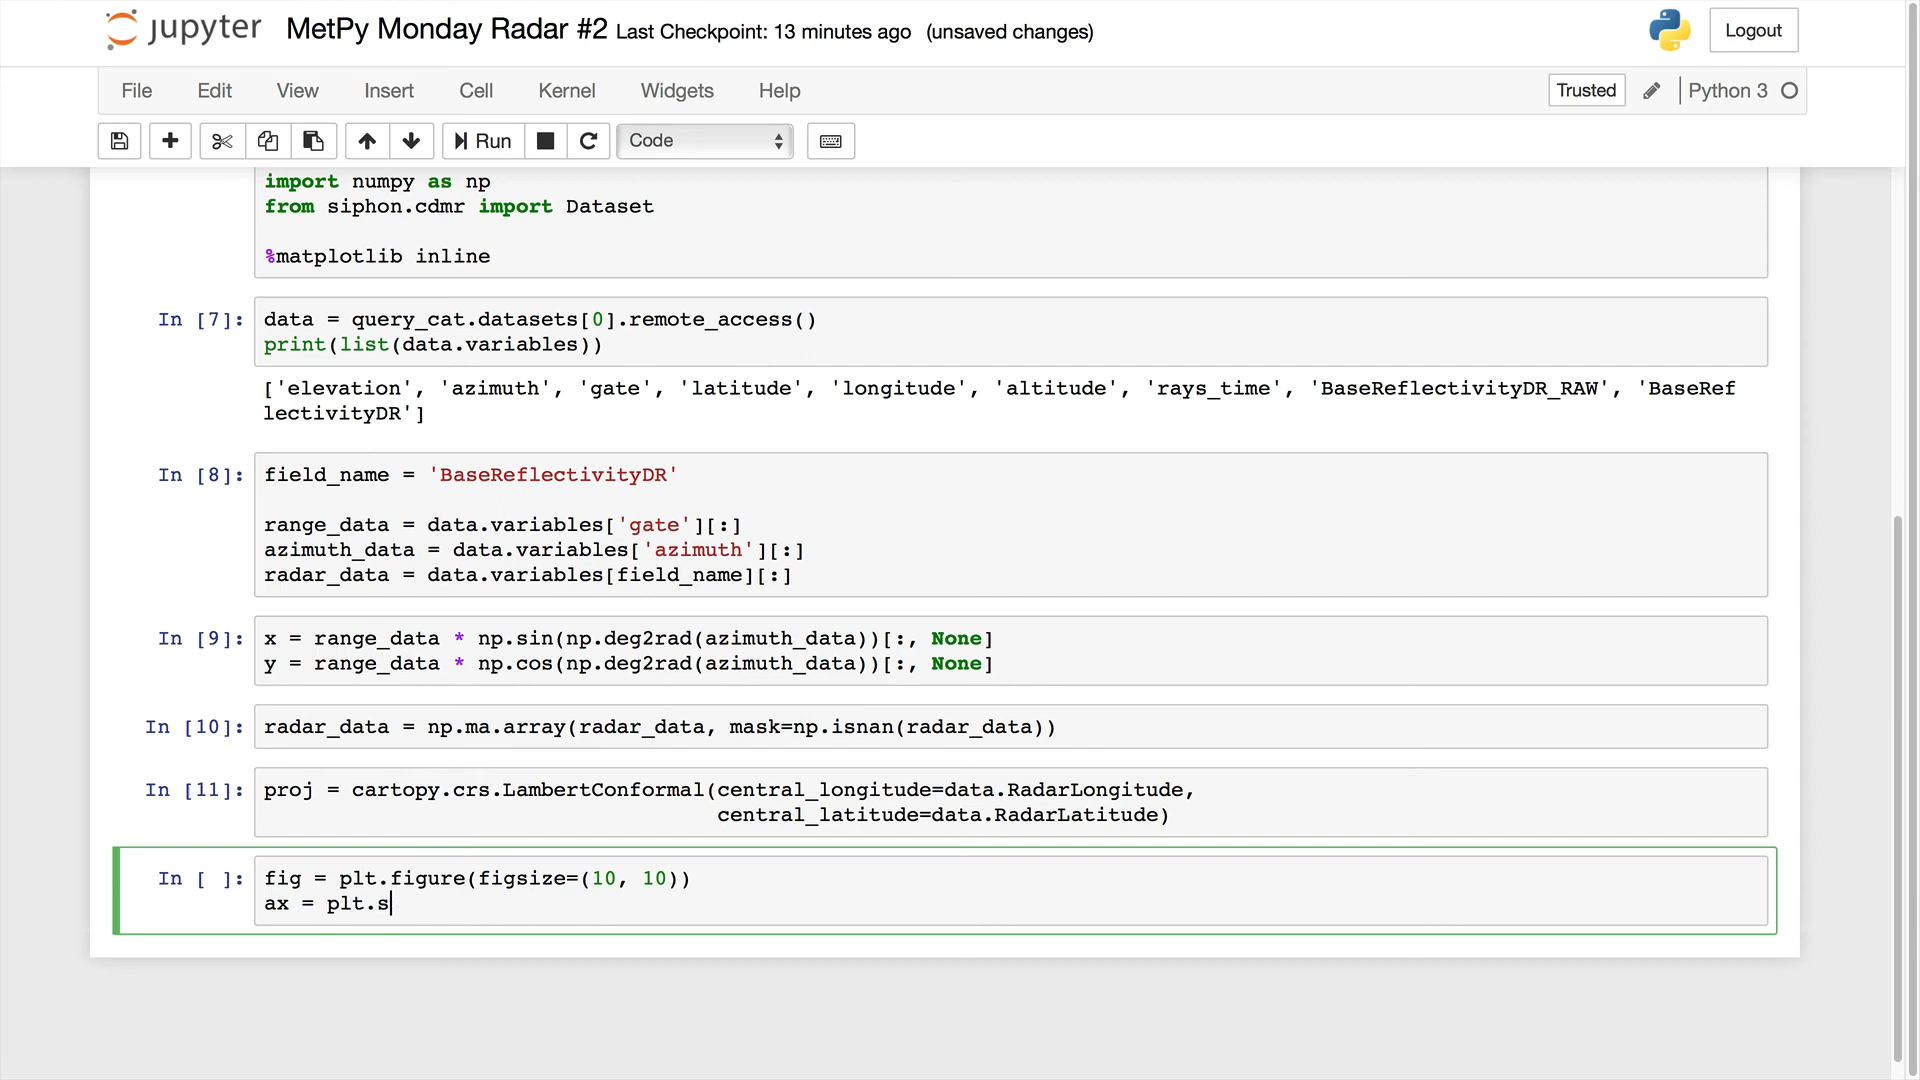 jupyter MetPy Monday Radar #2 Last Checkpoint: 13 minutes ago (unsaved changes) Logout
File Edit View Insert Cell Kernel Widgets Help Trusted Python 3
Run Code
import numpy as np
from siphon.cdmr import Dataset
%matplotlib inline
In [7]: data = query_cat.datasets[0].remote_access()
print(list(data.variables))
['elevation', 'azimuth', 'gate', 'latitude', 'longitude', 'altitude', 'rays_time', 'BaseReflectivityDR_RAW', 'BaseRef
lectivityDR']
In [8]: field_name = 'BaseReflectivityDR'
range_data = data.variables['gate'][:]
azimuth_data = data.variables['azimuth'][:]
radar_data = data.variables[field_name][:]
In [9]: x = range_data * np.sin(np.deg2rad(azimuth_data))[:, None]
y = range_data * np.cos(np.deg2rad(azimuth_data))[:, None]
In [10]: radar_data = np.ma.array(radar_data, mask=np.isnan(radar_data))
In [11]: proj = cartopy.crs.LambertConformal(central_longitude=data.RadarLongitude,
central_latitude=data.RadarLatitude)
In [ ]: fig = plt.figure(figsize=(10, 10))
ax = plt.s